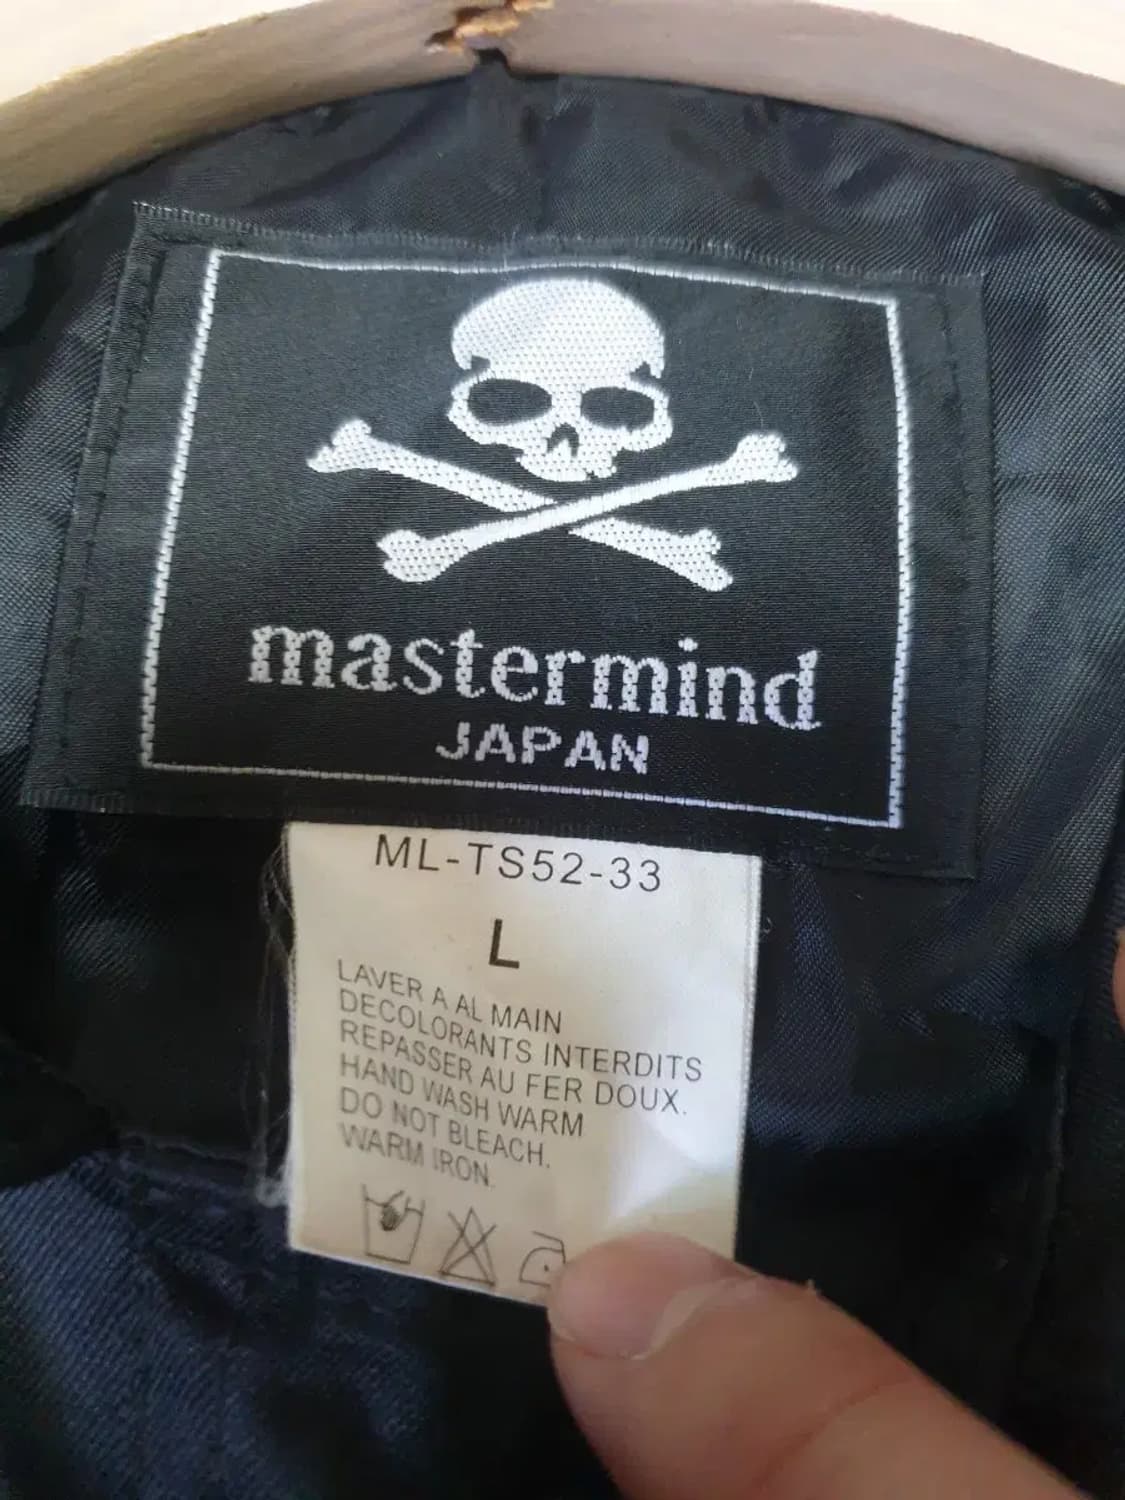 mastermind
JAPAN
ML-TS52-33
L
LAVER A AL MAIN
DECOLORANTS INTERDITS
REPASSER AU FER DOUX.
HAND WASH WARM
DO NOT BLEACH.
WARM IRON.